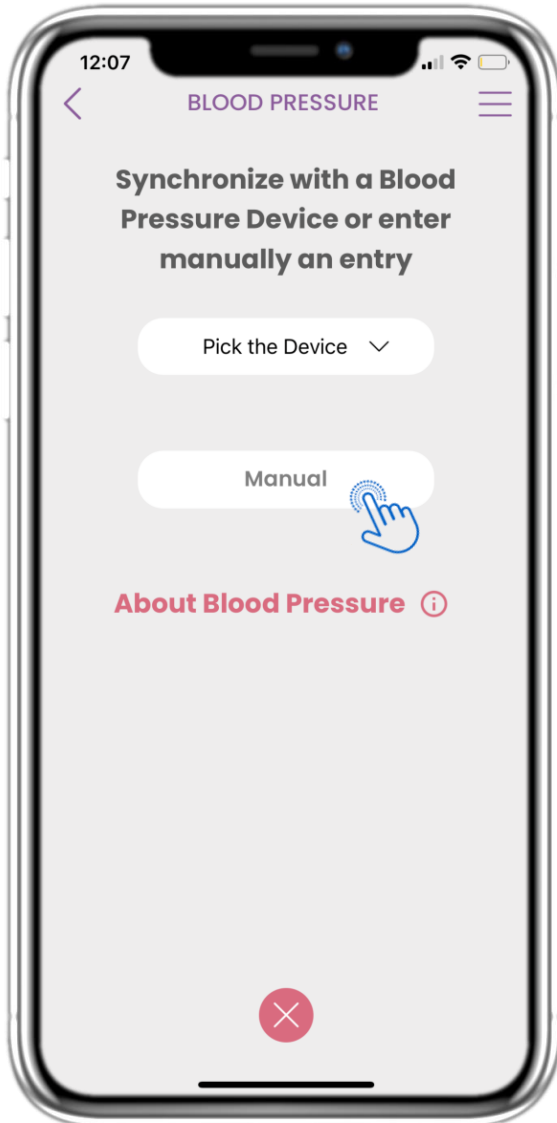 12:07
BLOOD PRESSURE
Synchronize with a Blood
Pressure Device or enter
manually an entry
Pick the Device
Manual
About Blood Pressure